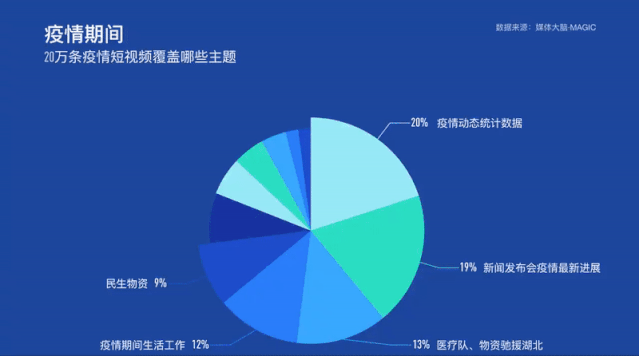 疫情期间
20万条疫情短视频覆盖哪些主题
数据来源：媒体大脑·MAGIC
20% 疫情动态统计数据
19% 新闻发布会疫情最新进展
民生物资 9%
疫情期间生活工作 12%
13% 医疗队、物资驰援湖北